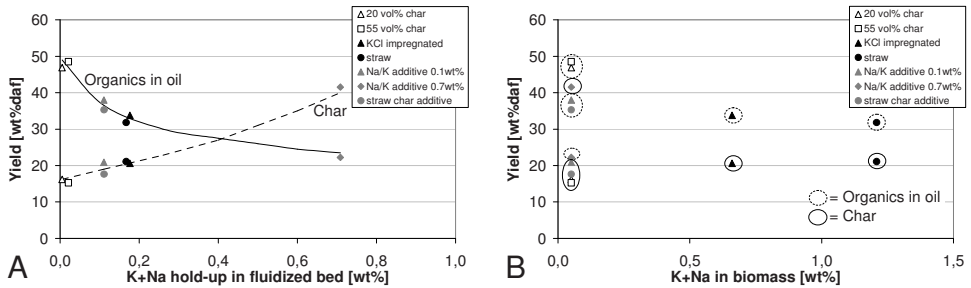 60
50
40
30
20
10
0
Yield [wt%daf]
Organics in oil
Char
20 vol% char
55 vol% char
KCl impregnated
straw
Na/K additive 0.1wt%
Na/K additive 0.7wt%
straw char additive
0,0
0,2
0,4
0,6
0,8
1,0
A
K+Na hold-up in fluidized bed [wt%]
60
50
40
30
20
10
0
Yield [wt%daf]
20 vol% char
55 vol% char
KCl impregnated
straw
Na/K additive 0.1wt%
Na/K additive 0.7wt%
straw char additive
= Organics in oil
= Char
0,0
0,5
1,0
1,5
B
K+Na in biomass [wt%]